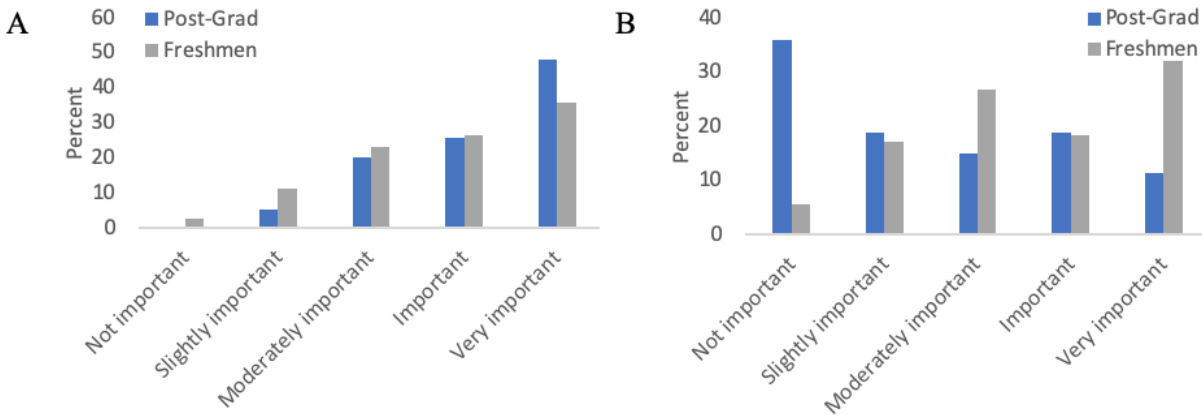 A
Percent
60
50
40
30
20
10
0
Post-Grad
Freshmen
Not important
Slightly important
Moderately important
Important
Very important
B
Percent
40
30
20
10
0
Post-Grad
Freshmen
Not important
Slightly important
Moderately important
Important
Very important